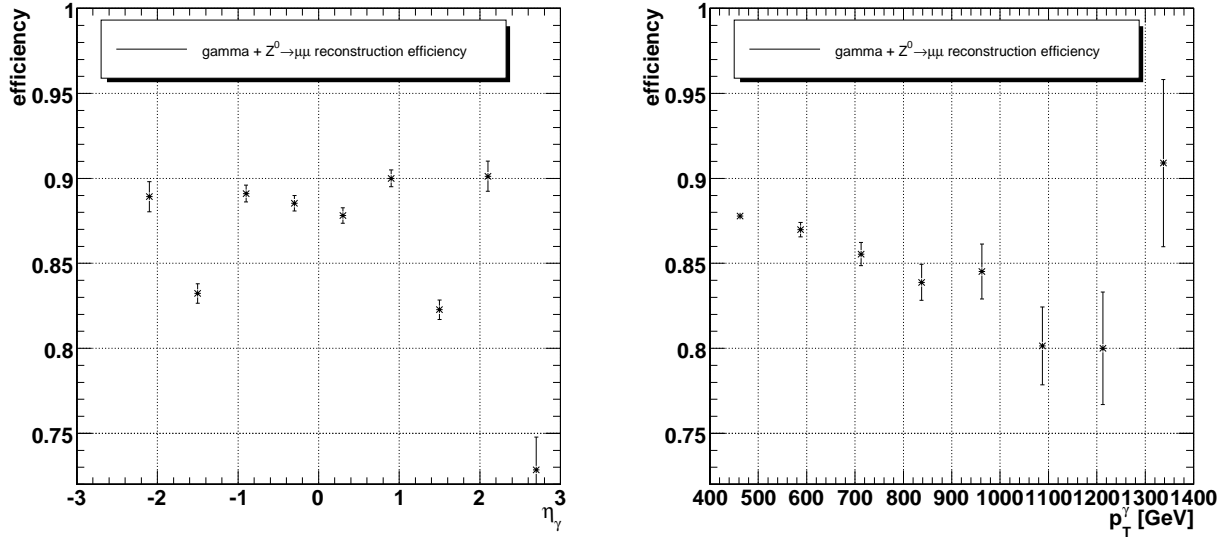 efficiency
1
0.95
0.9
0.85
0.8
0.75
gamma + Z⁰→μμ reconstruction efficiency
-3 -2 -1 0 1 2 3
η_γ
efficiency
1
0.95
0.9
0.85
0.8
0.75
gamma + Z⁰→μμ reconstruction efficiency
400 500 600 700 800 900 1000 1100 1200 1300 1400
p_T^γ [GeV]